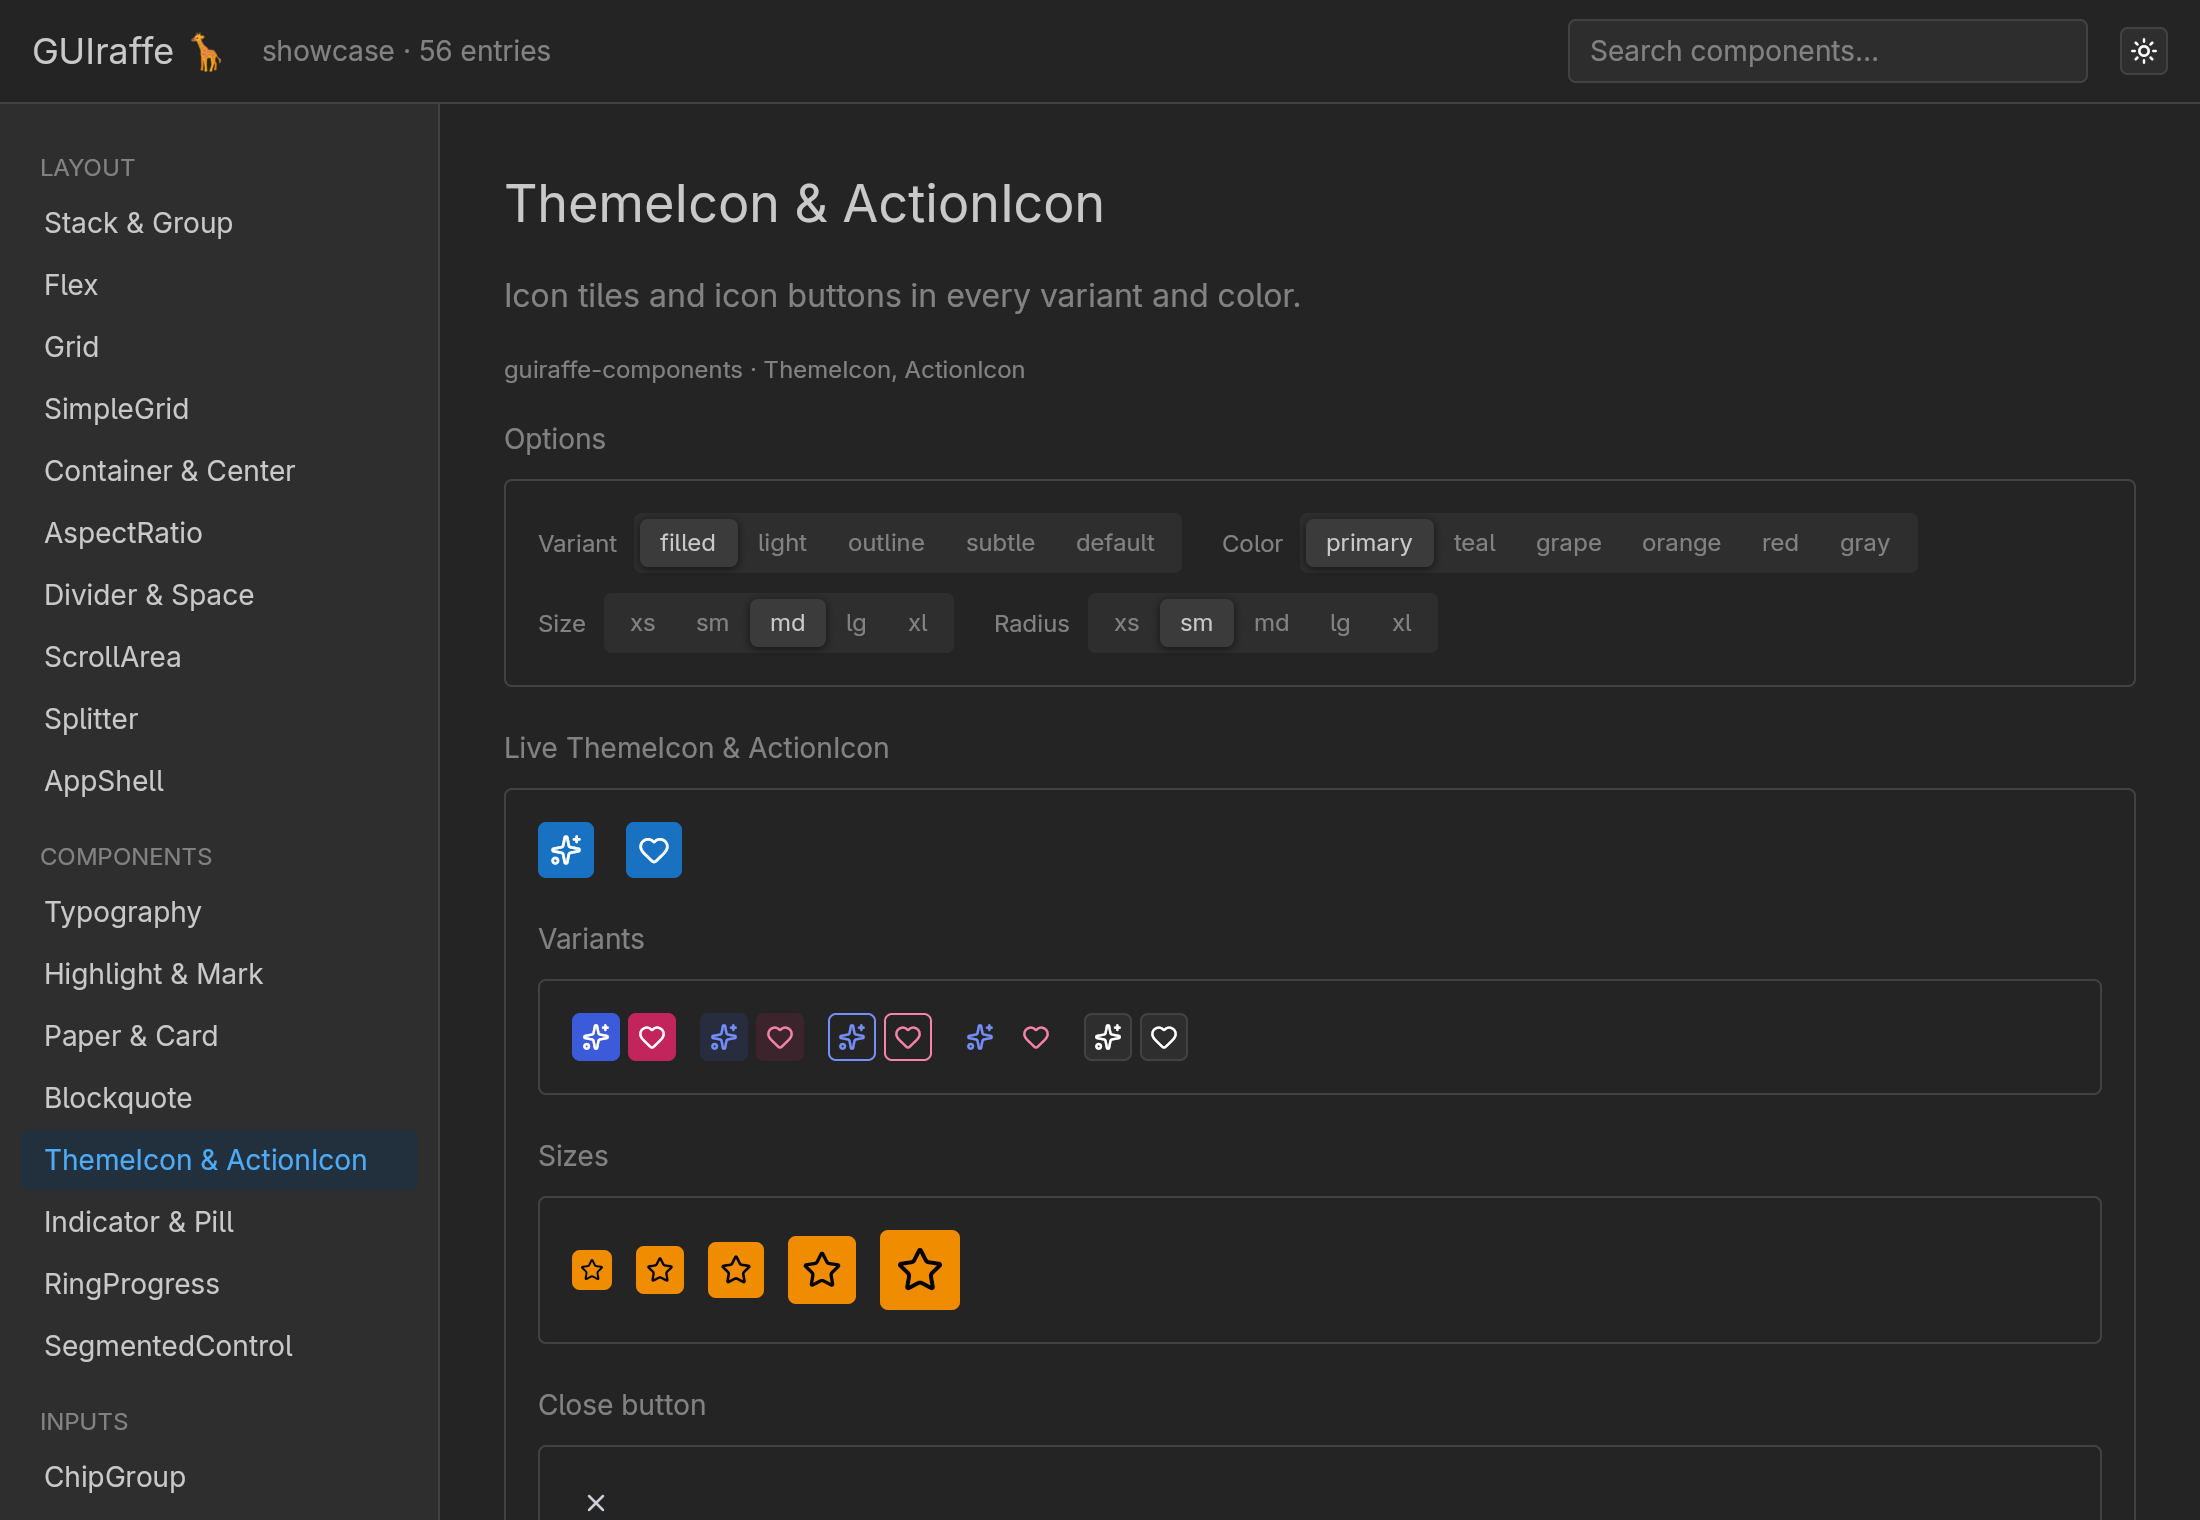 GUIraffe 🦒 showcase · 56 entries
Search components...
LAYOUT
Stack & Group
Flex
Grid
SimpleGrid
Container & Center
AspectRatio
Divider & Space
ScrollArea
Splitter
AppShell
COMPONENTS
Typography
Highlight & Mark
Paper & Card
Blockquote
ThemeIcon & ActionIcon
Indicator & Pill
RingProgress
SegmentedControl
INPUTS
ChipGroup
ThemeIcon & ActionIcon
Icon tiles and icon buttons in every variant and color.
guiraffe-components · ThemeIcon, ActionIcon
Options
Variant filled light outline subtle default Color primary teal grape orange red gray
Size xs sm md lg xl Radius xs sm md lg xl
Live ThemeIcon & ActionIcon
Variants
Sizes
Close button